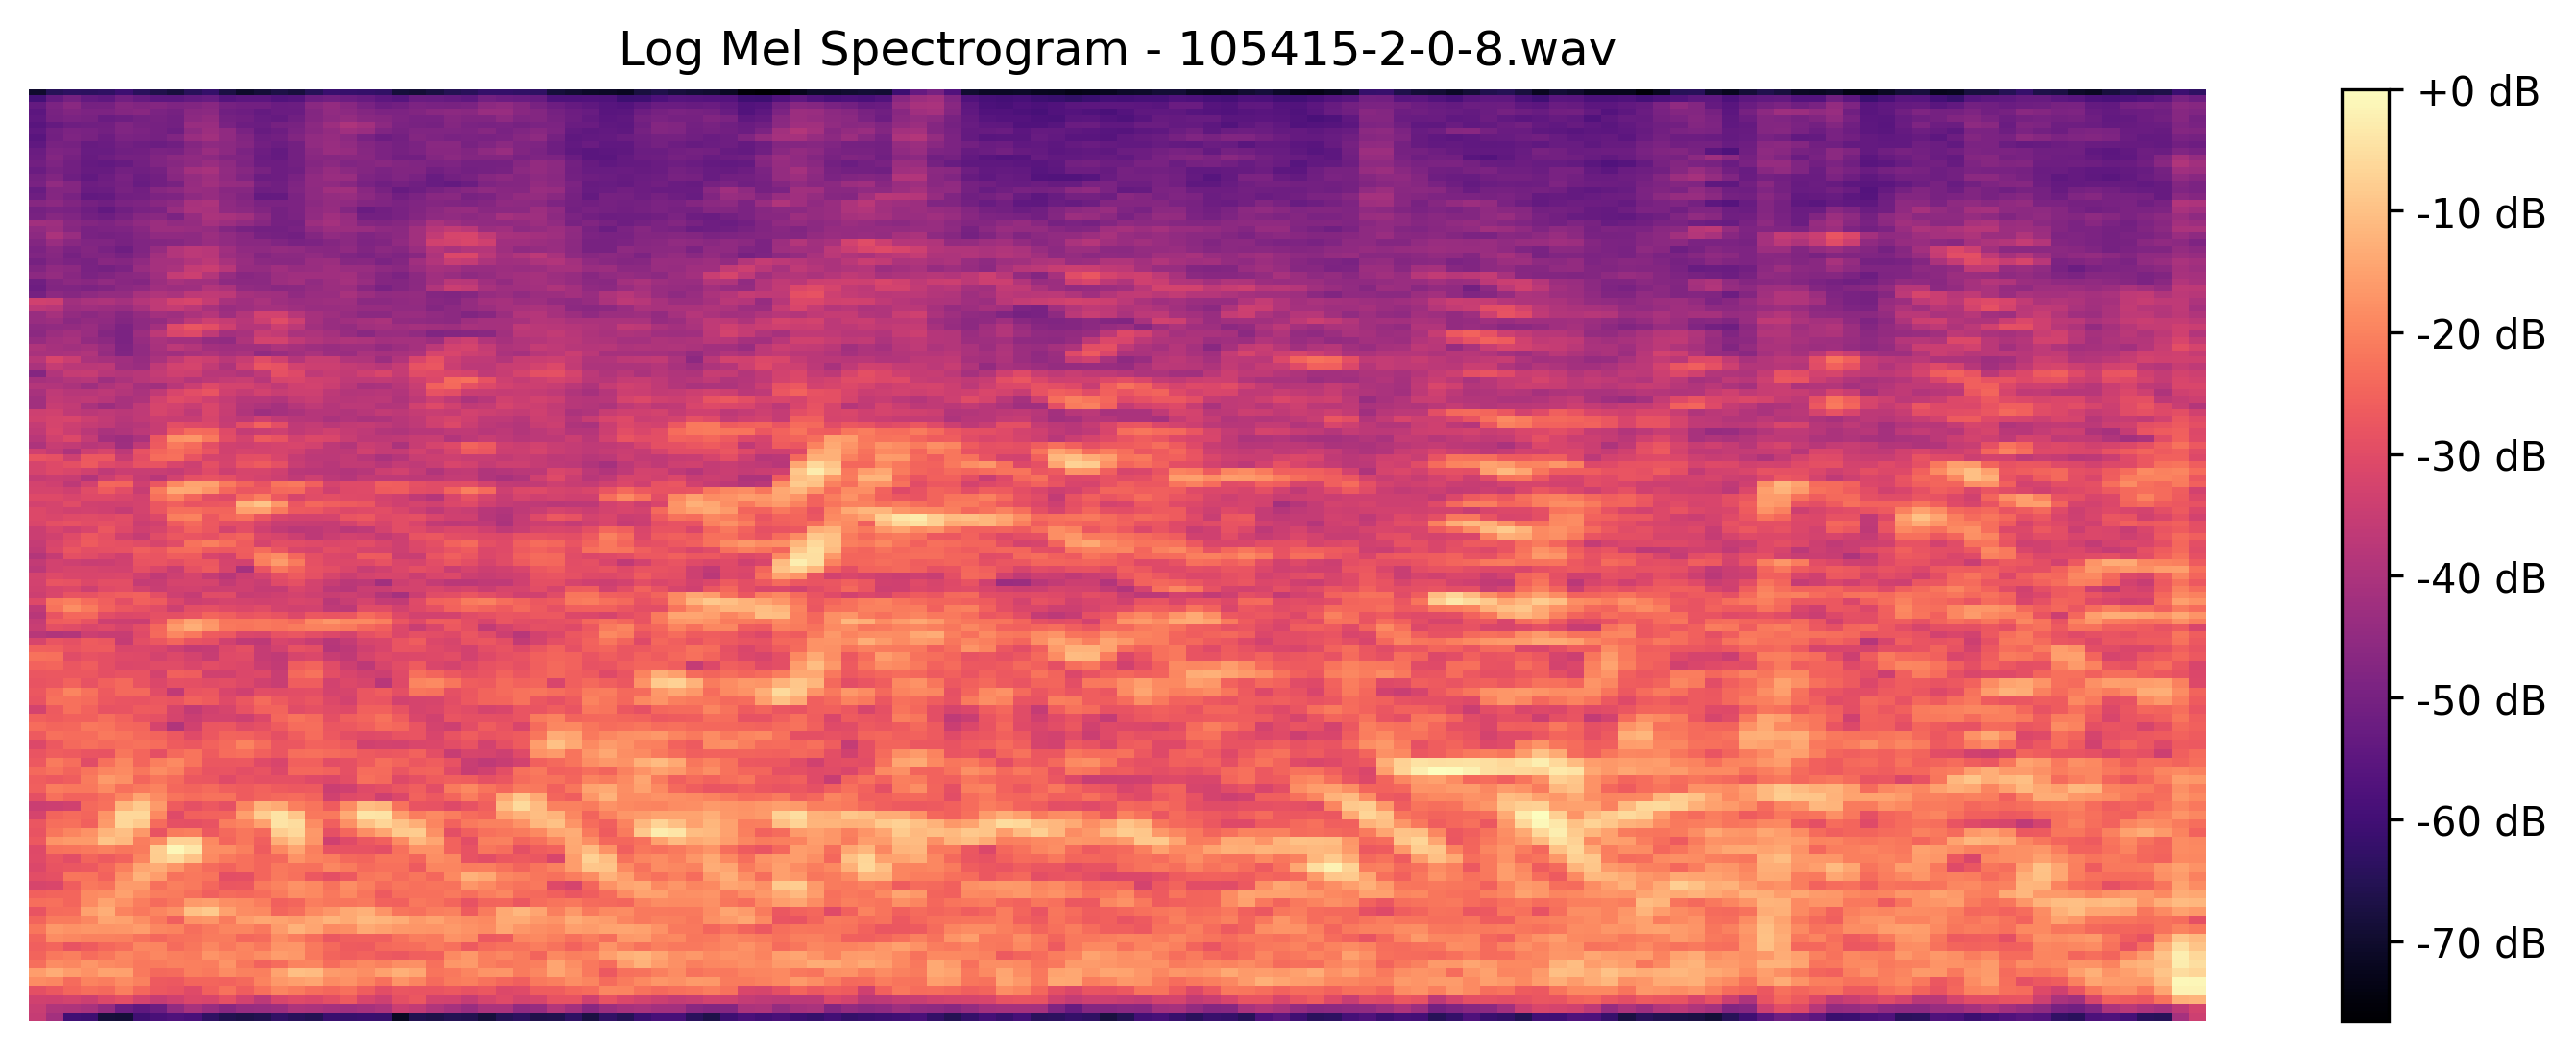 Log Mel Spectrogram - 105415-2-0-8.wav
+0 dB
-10 dB
-20 dB
-30 dB
-40 dB
-50 dB
-60 dB
-70 dB